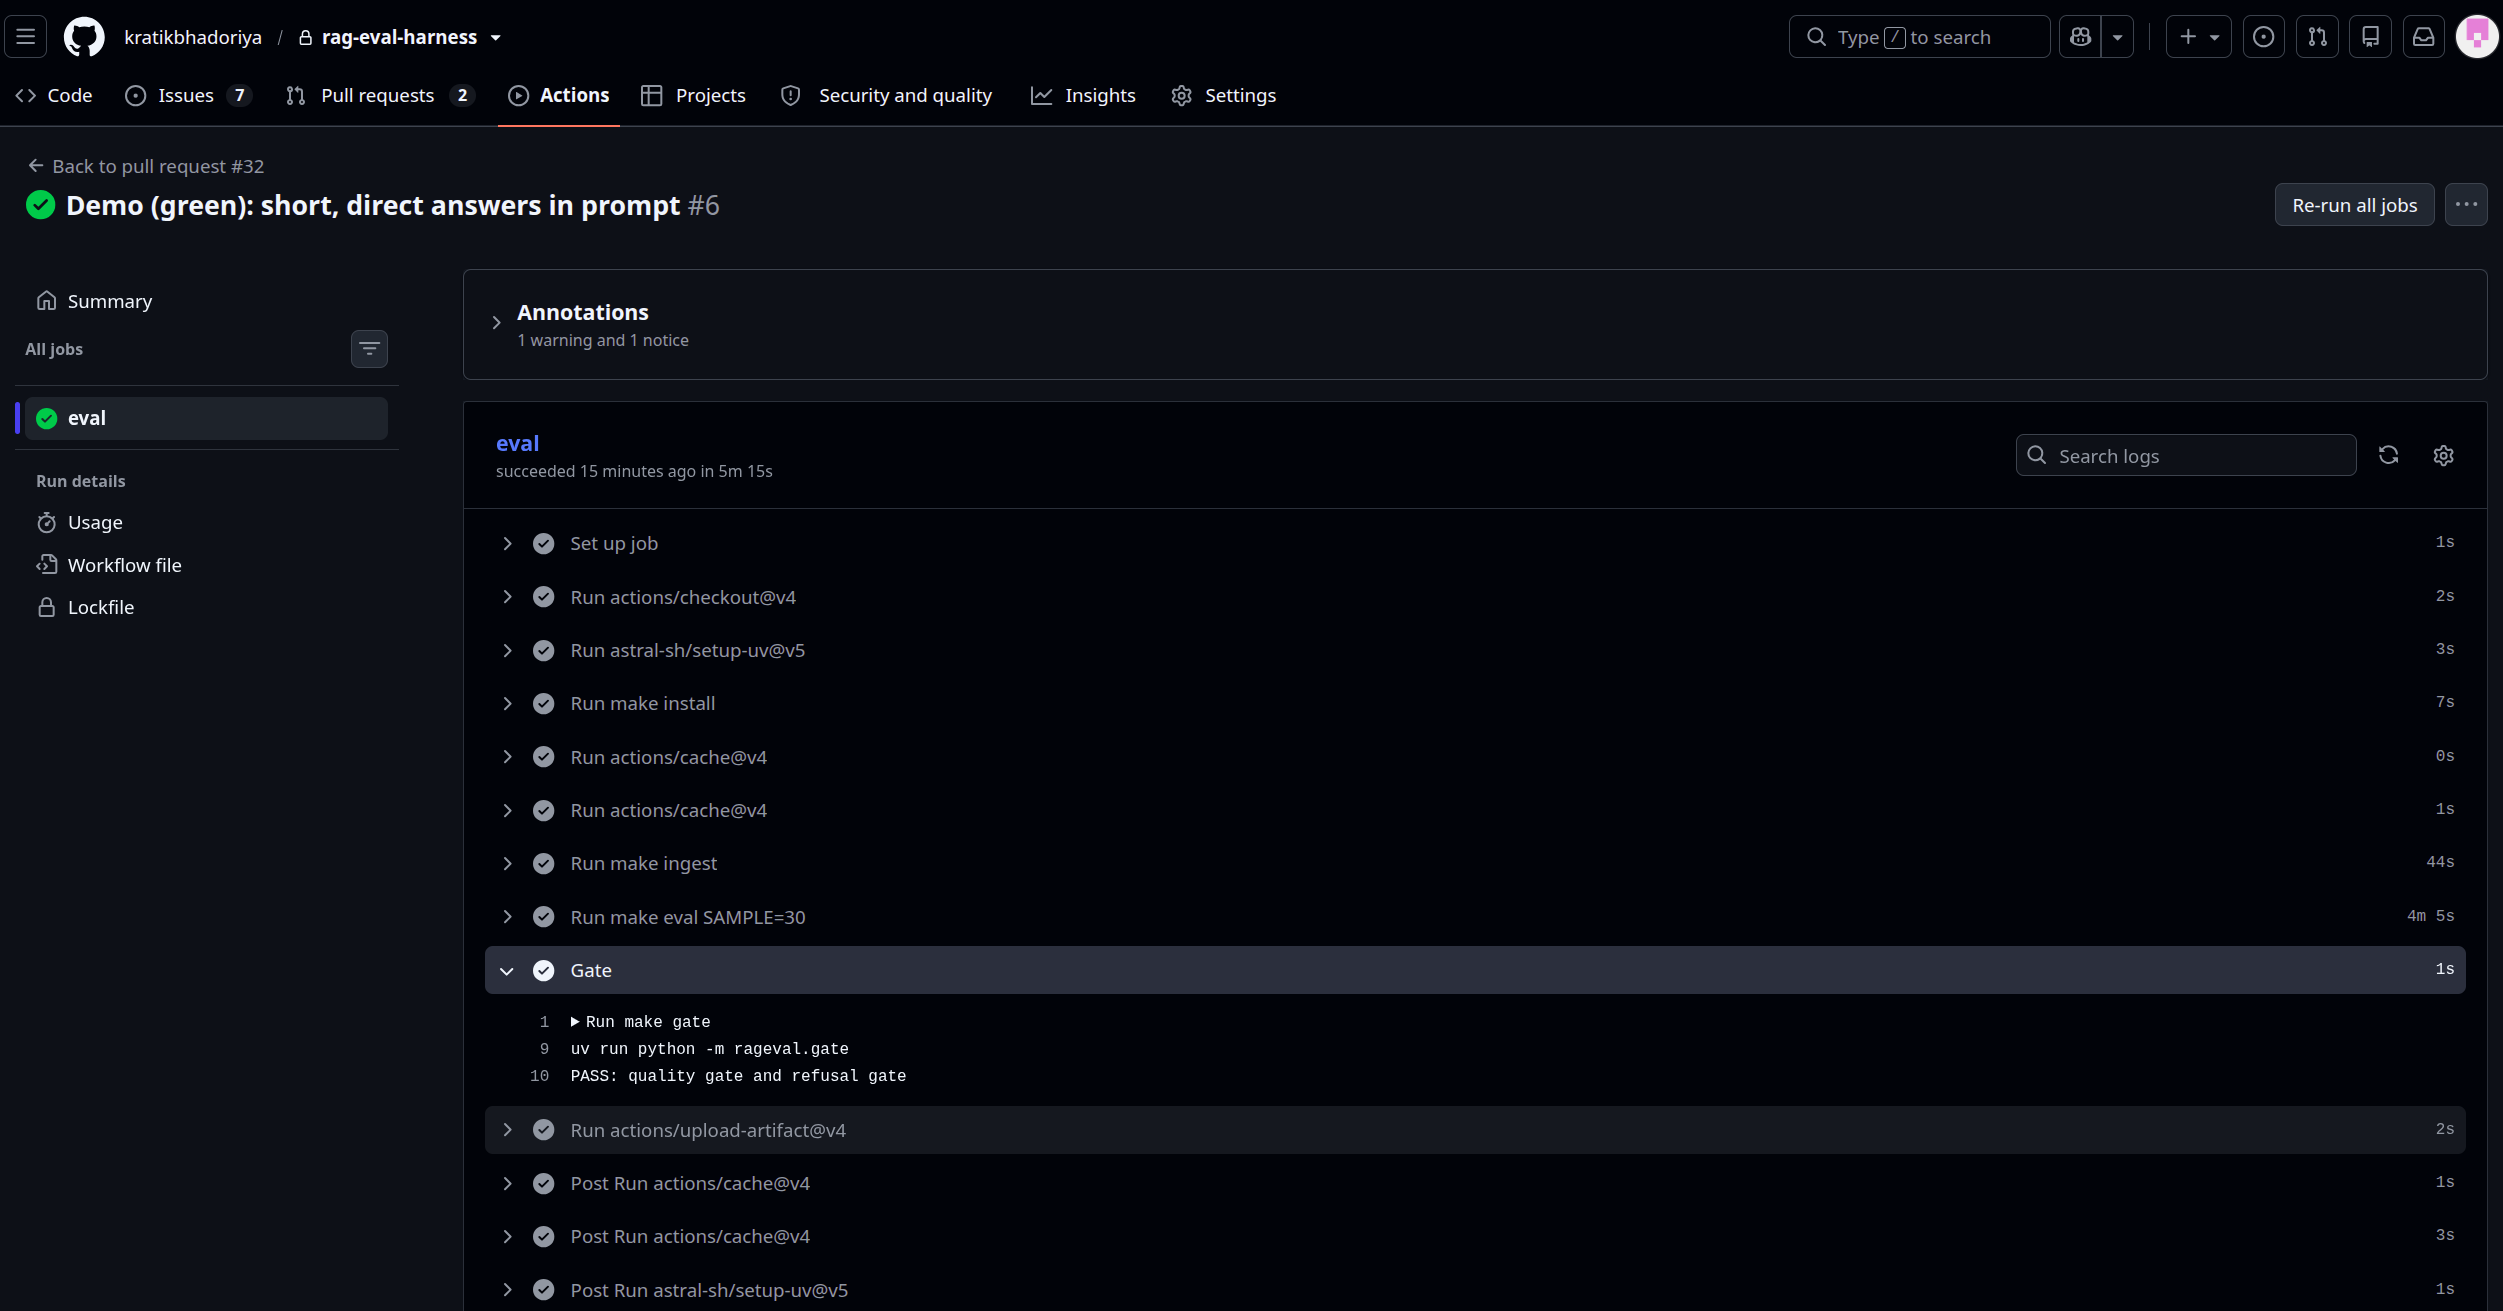 kratikbhadoriya / rag-eval-harness
Type / to search
Code Issues 7 Pull requests 2 Actions Projects Security and quality Insights Settings
Back to pull request #32
Demo (green): short, direct answers in prompt #6
Re-run all jobs
Summary
All jobs
eval
Run details
Usage
Workflow file
Lockfile
Annotations
1 warning and 1 notice
eval
succeeded 15 minutes ago in 5m 15s
Search logs
Set up job 1s
Run actions/checkout@v4 2s
Run astral-sh/setup-uv@v5 3s
Run make install 7s
Run actions/cache@v4 0s
Run actions/cache@v4 1s
Run make ingest 44s
Run make eval SAMPLE=30 4m 5s
Gate 1s
1 Run make gate
9 uv run python -m rageval.gate
10 PASS: quality gate and refusal gate
Run actions/upload-artifact@v4 2s
Post Run actions/cache@v4 1s
Post Run actions/cache@v4 3s
Post Run astral-sh/setup-uv@v5 1s